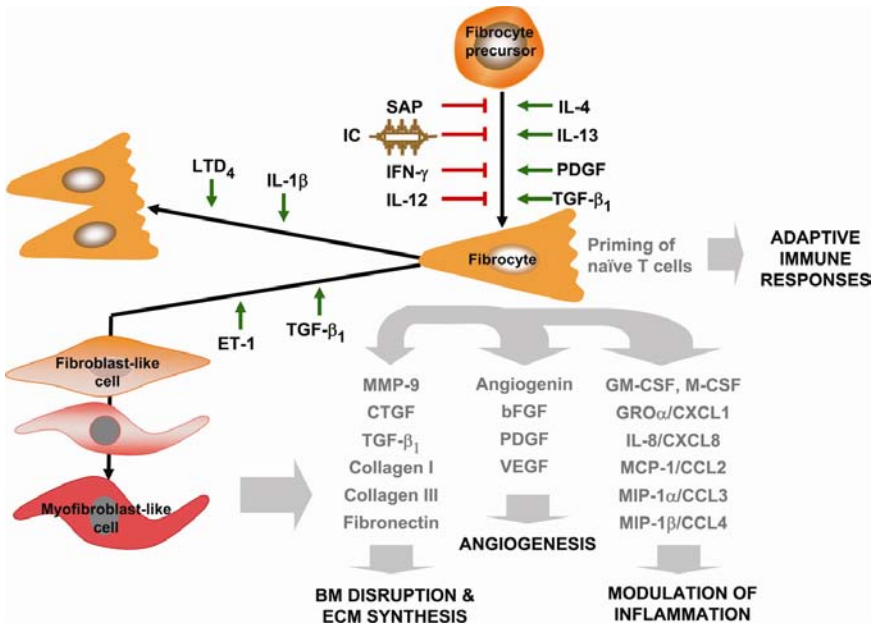 Fibrocyte
precursor
SAP
IC
IFN-γ
IL-12
IL-4
IL-13
PDGF
TGF-β₁
LTD₄
IL-1β
Fibrocyte
Priming of
naïve T cells
ADAPTIVE
IMMUNE
RESPONSES
ET-1
TGF-β₁
Fibroblast-like
cell
Myofibroblast-like
cell
MMP-9
CTGF
TGF-β₁
Collagen I
Collagen III
Fibronectin
BM DISRUPTION &
ECM SYNTHESIS
Angiogenin
bFGF
PDGF
VEGF
ANGIOGENESIS
GM-CSF, M-CSF
GROα/CXCL1
IL-8/CXCL8
MCP-1/CCL2
MIP-1α/CCL3
MIP-1β/CCL4
MODULATION OF
INFLAMMATION